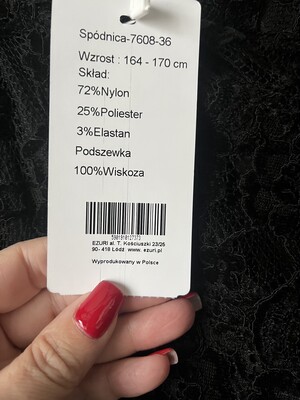 Spódnica-7608-36
Wzrost : 164 - 170 cm
Skład:
72%Nylon
25%Poliester
3%Elastan
Podszewka
100%Wiskoza
EZURI al. T. Kościuszki 23/25
90- 418 Łódź www. ezuri.pl
Wyprodukowany w Polsce